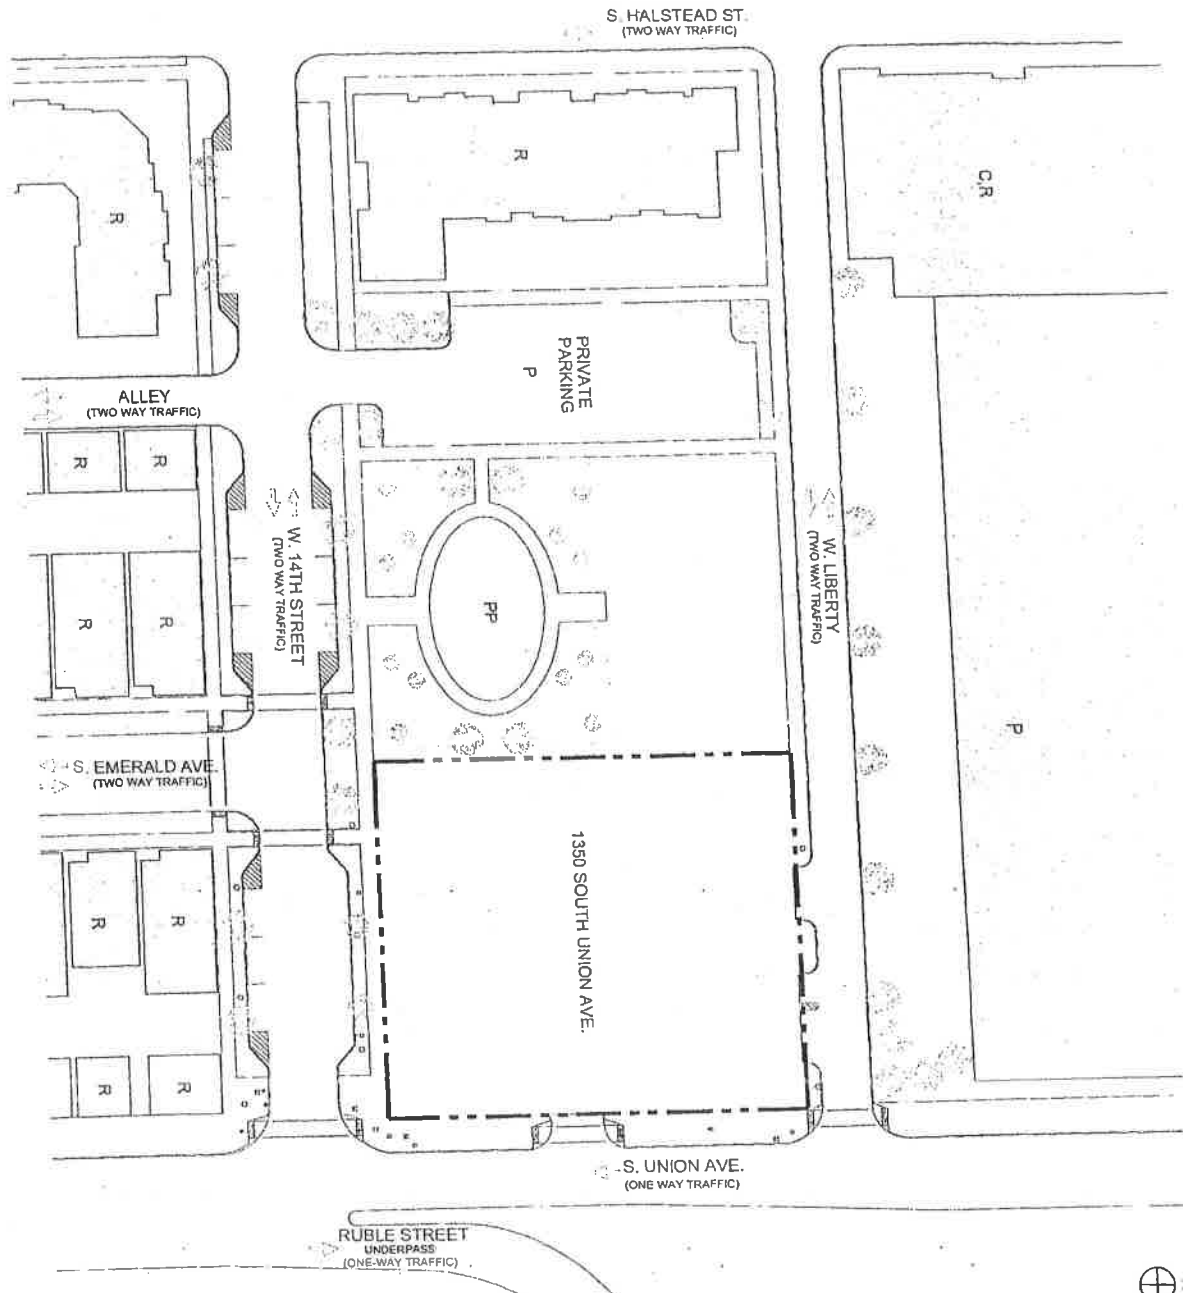 S. HALSTEAD ST.
(TWO WAY TRAFFIC)
R
R
C,R
PRIVATE
PARKING
P
ALLEY
(TWO WAY TRAFFIC)
R
R
W. 14TH STREET
(TWO WAY TRAFFIC)
W. LIBERTY
(TWO WAY TRAFFIC)
PP
R
R
P
S. EMERALD AVE.
(TWO WAY TRAFFIC)
1350 SOUTH UNION AVE.
R
R
R
R
S. UNION AVE.
(ONE WAY TRAFFIC)
RUBLE STREET
UNDERPASS
(ONE-WAY TRAFFIC)